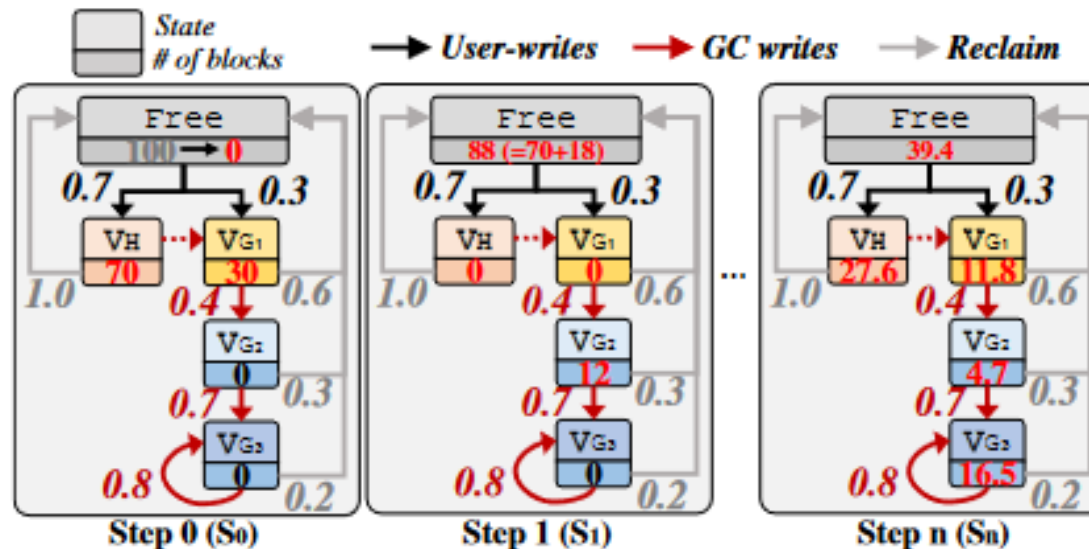 State
# of blocks
User-writes
GC writes
Reclaim
Free
100 0
0.7
0.3
VH
VG1
70
30
1.0
0.4
0.6
VG2
0
0.7
0.3
VG3
0
0.8
0.2
Step 0 (S0)
Free
88 (=70+18)
0.7
0.3
VH
VG1
0
0
1.0
0.4
0.6
VG2
12
0.7
0.3
VG3
0
0.8
0.2
Step 1 (S1)
...
Free
39.4
0.7
0.3
VH
VG1
27.6
11.8
1.0
0.4
0.6
VG2
4.7
0.7
0.3
VG3
16.5
0.8
0.2
Step n (Sn)